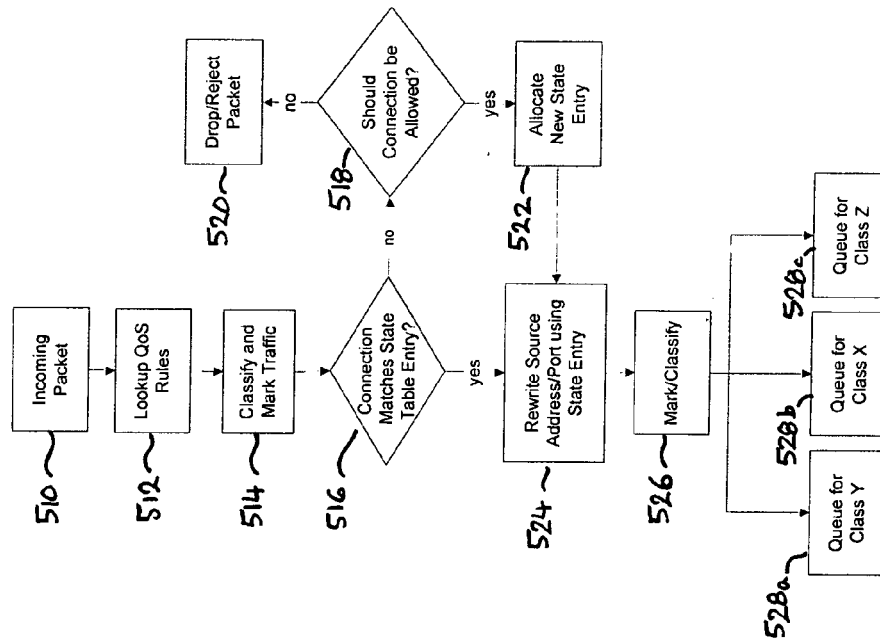 510
Incoming
Packet
512
Lookup QoS
Rules
514
Classify and
Mark Traffic
516
Connection
Matches State
Table Entry?
no
yes
518
Should
Connection be
Allowed?
no
yes
520
Drop/Reject
Packet
522
Allocate
New State
Entry
524
Rewrite Source
Address/Port using
State Entry
526
Mark/Classify
528a
Queue for
Class Y
528b
Queue for
Class X
528c
Queue for
Class Z